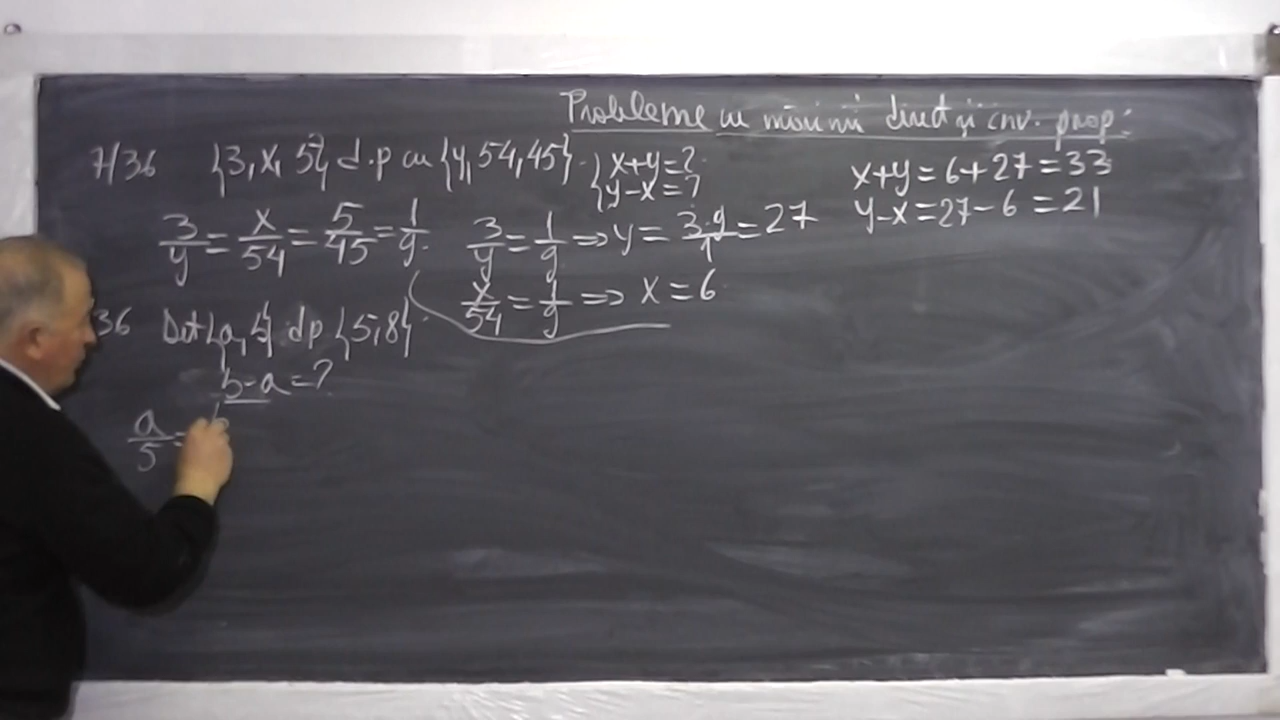 Probleme cu mărimi direct și inv. prop:
7/36 {3, x, 5} d.p cu {y, 54, 45}. { x+y=? y-x=?
3/y = x/54 = 5/45 = 1/9.
3/y = 1/9 ⇒ y = 3·9/1 = 27
x/54 = 1/9 ⇒ x = 6
x+y = 6+27 = 33
y-x = 27-6 = 21
36 Det {a, b} dp {5, 8}.
b-a=?
a/5 = b